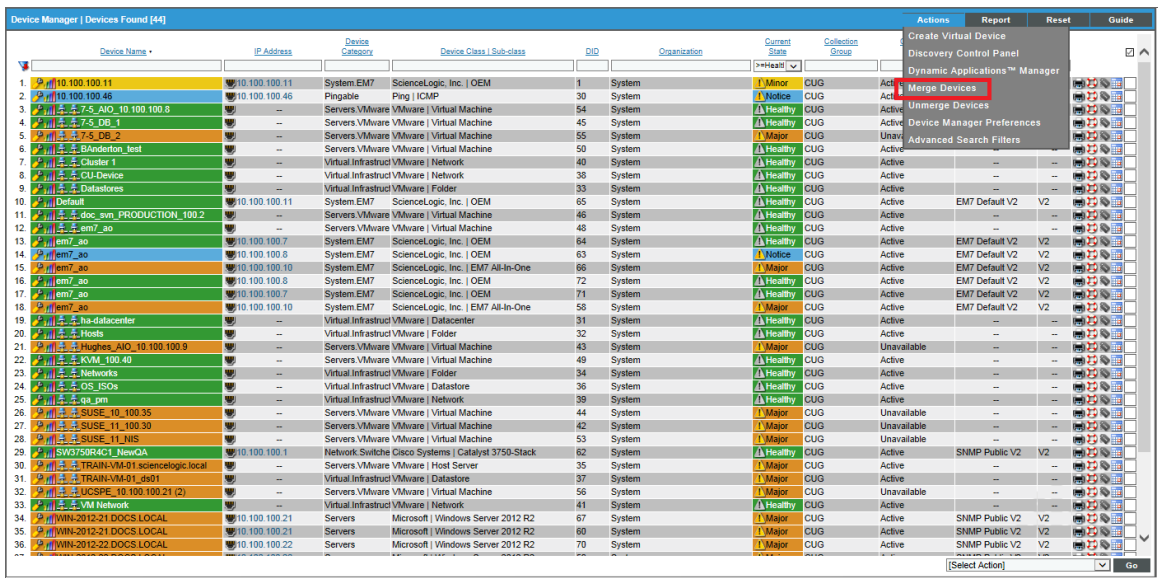 Device Manager | Devices Found [44]
Actions Report Reset Guide
Create Virtual Device
Discovery Control Panel
Dynamic Applications™ Manager
Merge Devices
Unmerge Devices
Device Manager Preferences
Advanced Search Filters
Device Name • IP Address Device Category Device Class | Sub-class DID Organization Current State Collection Group
>=Healt
1. 10.100.100.11 10.100.100.11 System.EM7 ScienceLogic, Inc. | OEM 1 System Minor CUG
2. 10.100.100.46 10.100.100.46 Pingable Ping | ICMP 30 System Notice CUG
3. 7-5_AIO_10.100.100.8 -- Servers.VMware VMware | Virtual Machine 54 System Healthy CUG
4. 7-5_DB_1 -- Servers.VMware VMware | Virtual Machine 45 System Healthy CUG
5. 7-5_DB_2 -- Servers.VMware VMware | Virtual Machine 55 System Major CUG
6. BAnderton_test -- Servers.VMware VMware | Virtual Machine 50 System Healthy CUG Active -- --
7. Cluster 1 -- Virtual.Infrastruct VMware | Network 40 System Healthy CUG Active -- --
8. CU-Device -- Virtual.Infrastruct VMware | Network 38 System Healthy CUG Active -- --
9. Datastores -- Virtual.Infrastruct VMware | Folder 33 System Healthy CUG Active -- --
10. Default 10.100.100.11 System.EM7 ScienceLogic, Inc. | OEM 65 System Healthy CUG Active EM7 Default V2 V2
11. doc_svn_PRODUCTION_100.2 -- Servers.VMware VMware | Virtual Machine 46 System Healthy CUG Active -- --
12. em7_ao -- Servers.VMware VMware | Virtual Machine 48 System Healthy CUG Active -- --
13. em7_ao 10.100.100.7 System.EM7 ScienceLogic, Inc. | OEM 64 System Healthy CUG Active EM7 Default V2 V2
14. em7_ao 10.100.100.8 System.EM7 ScienceLogic, Inc. | OEM 63 System Notice CUG Active EM7 Default V2 V2
15. em7_ao 10.100.100.10 System.EM7 ScienceLogic, Inc. | EM7 All-In-One 66 System Major CUG Active EM7 Default V2 V2
16. em7_ao 10.100.100.8 System.EM7 ScienceLogic, Inc. | OEM 72 System Healthy CUG Active EM7 Default V2 V2
17. em7_ao 10.100.100.7 System.EM7 ScienceLogic, Inc. | OEM 71 System Healthy CUG Active EM7 Default V2 V2
18. em7_ao 10.100.100.10 System.EM7 ScienceLogic, Inc. | EM7 All-In-One 58 System Major CUG Active EM7 Default V2 V2
19. ha-datacenter -- Virtual.Infrastruct VMware | Datacenter 31 System Healthy CUG Active -- --
20. Hosts -- Virtual.Infrastruct VMware | Folder 32 System Healthy CUG Active -- --
21. Hughes_AIO_10.100.100.9 -- Servers.VMware VMware | Virtual Machine 43 System Major CUG Unavailable -- --
22. KVM_100.40 -- Servers.VMware VMware | Virtual Machine 49 System Healthy CUG Active -- --
23. Networks -- Virtual.Infrastruct VMware | Folder 34 System Healthy CUG Active -- --
24. OS_ISOs -- Virtual.Infrastruct VMware | Datastore 36 System Healthy CUG Active -- --
25. qa_pm -- Virtual.Infrastruct VMware | Network 39 System Healthy CUG Active -- --
26. SUSE_10_100.35 -- Servers.VMware VMware | Virtual Machine 44 System Major CUG Unavailable -- --
27. SUSE_11_100.30 -- Servers.VMware VMware | Virtual Machine 42 System Major CUG Unavailable -- --
28. SUSE_11_NIS -- Servers.VMware VMware | Virtual Machine 53 System Major CUG Unavailable -- --
29. SW3750R4C1_NewQA 10.100.100.1 Network.Switche Cisco Systems | Catalyst 3750-Stack 62 System Healthy CUG Active SNMP Public V2 V2
30. TRAIN-VM-01.sciencelogic.local -- Servers.VMware VMware | Host Server 35 System Major CUG Active -- --
31. TRAIN-VM-01_ds01 -- Virtual.Infrastruct VMware | Datastore 37 System Major CUG Active -- --
32. UCSPE_10.100.100.21 (2) -- Servers.VMware VMware | Virtual Machine 56 System Major CUG Unavailable -- --
33. VM Network -- Virtual.Infrastruct VMware | Network 41 System Healthy CUG Active -- --
34. WIN-2012-21.DOCS.LOCAL 10.100.100.21 Servers Microsoft | Windows Server 2012 R2 67 System Major CUG Active SNMP Public V2 V2
35. WIN-2012-21.DOCS.LOCAL 10.100.100.21 Servers Microsoft | Windows Server 2012 R2 60 System Major CUG Active SNMP Public V2 V2
36. WIN-2012-22.DOCS.LOCAL 10.100.100.22 Servers Microsoft | Windows Server 2012 R2 70 System Major CUG Active SNMP Public V2 V2
[Select Action] Go